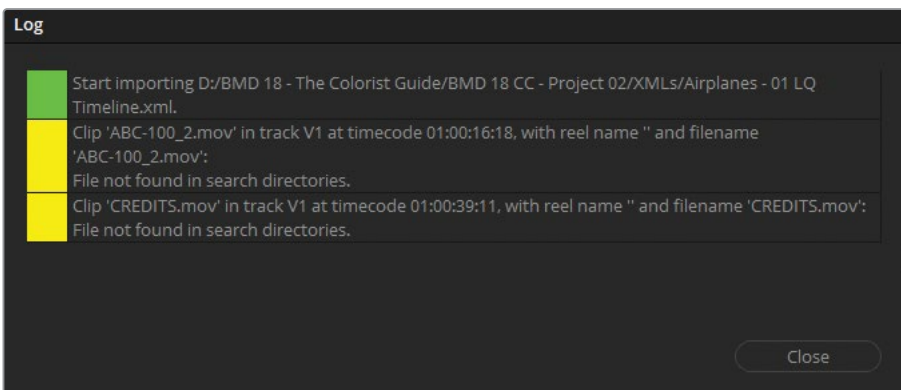 Log
Start importing D:/BMD 18 - The Colorist Guide/BMD 18 CC - Project 02/XMLs/Airplanes - 01 LQ
Timeline.xml.
Clip 'ABC-100_2.mov' in track V1 at timecode 01:00:16:18, with reel name '' and filename
'ABC-100_2.mov':
File not found in search directories.
Clip 'CREDITS.mov' in track V1 at timecode 01:00:39:11, with reel name '' and filename 'CREDITS.mov':
File not found in search directories.
Close